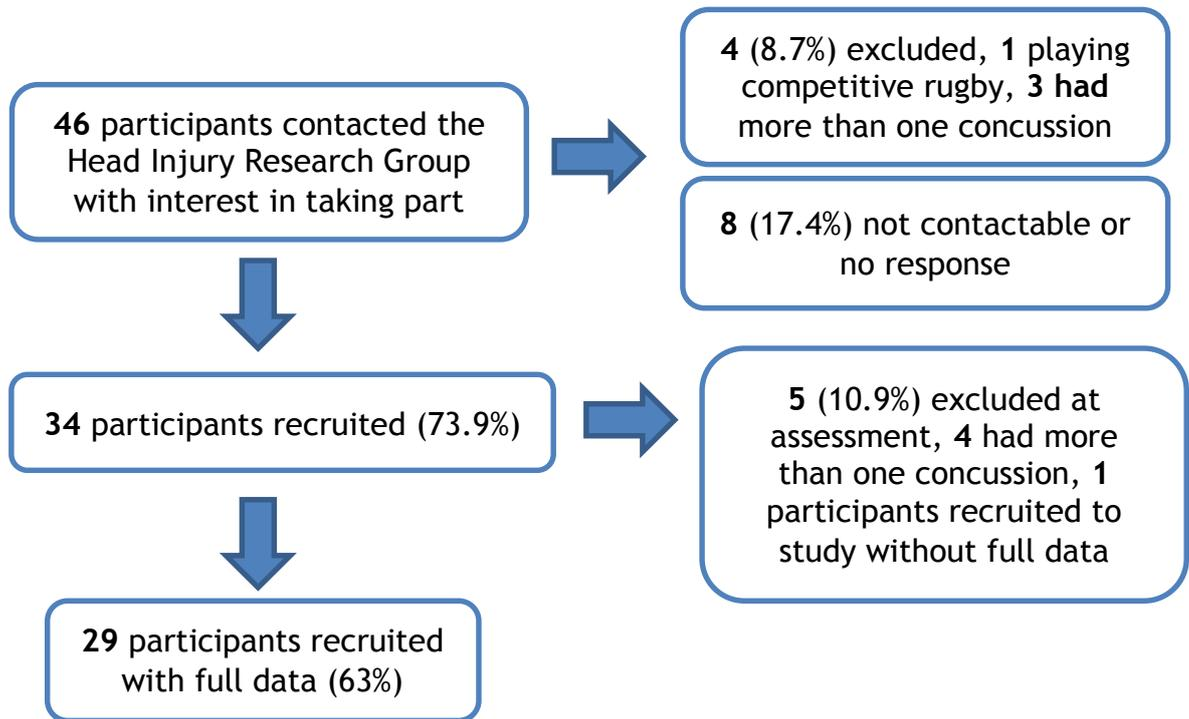 46 participants contacted the
Head Injury Research Group
with interest in taking part
4 (8.7%) excluded, 1 playing
competitive rugby, 3 had
more than one concussion
8 (17.4%) not contactable or
no response
34 participants recruited (73.9%)
5 (10.9%) excluded at
assessment, 4 had more
than one concussion, 1
participants recruited to
study without full data
29 participants recruited
with full data (63%)